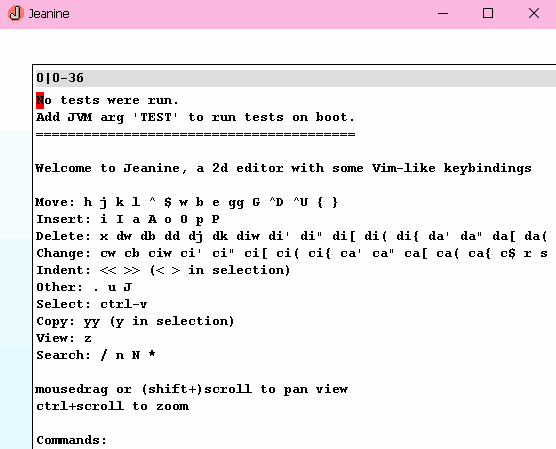 Jeanine
0|0-36
No tests were run.
Add JVM arg 'TEST' to run tests on boot.
========================================
Welcome to Jeanine, a 2d editor with some Vim-like keybindings
Move: h j k l ^ $ w b e gg G ^D ^U { }
Insert: i I a A o O p P
Delete: x dw db dd dj dk diw di' di" di[ di( di{ da' da" da[ da(
Change: cw cb ciw ci' ci" ci[ ci( ci{ ca' ca" ca[ ca( ca{ c$ r s
Indent: << >> (< > in selection)
Other: . u J
Select: ctrl-v
Copy: yy (y in selection)
View: z
Search: / n N *
mousedrag or (shift+)scroll to pan view
ctrl+scroll to zoom
Commands: